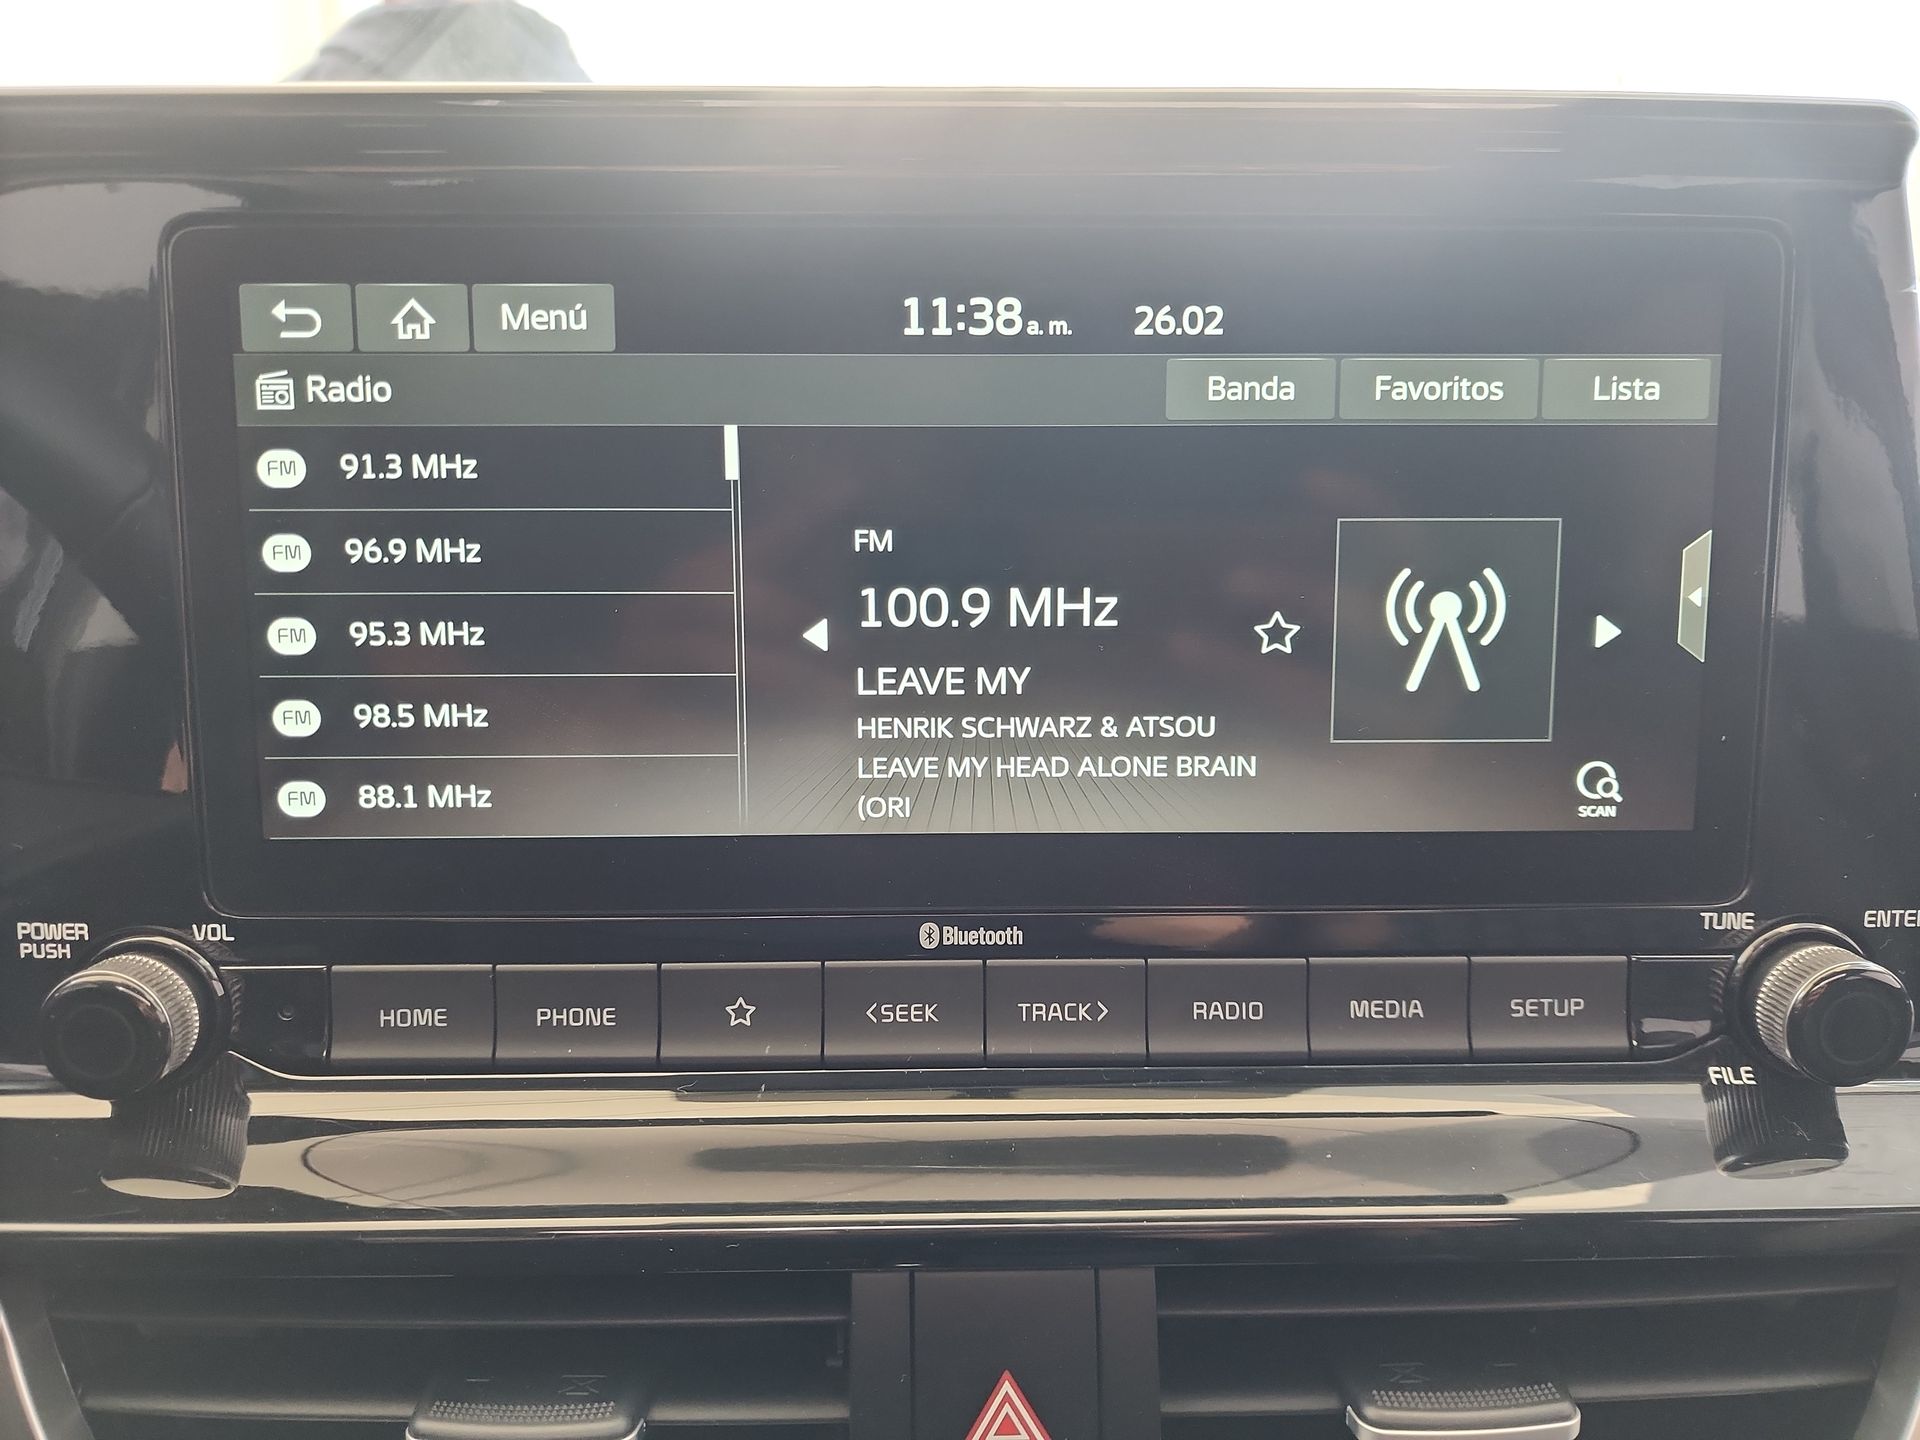 Menú
11:38 a. m. 26.02
Radio
Banda Favoritos Lista
FM 91.3 MHz
FM 96.9 MHz
FM 95.3 MHz
FM 98.5 MHz
FM 88.1 MHz
FM
100.9 MHz
LEAVE MY
HENRIK SCHWARZ & ATSOU
LEAVE MY HEAD ALONE BRAIN
(ORI
SCAN
POWER
PUSH
VOL
Bluetooth
TUNE
ENTER
HOME PHONE <SEEK TRACK> RADIO MEDIA SETUP
FILE